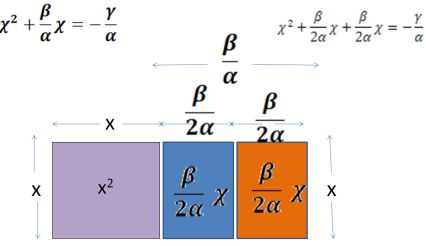 χ² + β/α χ = − γ/α
χ² + β/2α χ + β/2α χ = − γ/α
β/α
x β/2α β/2α
x x² β/2α χ β/2α χ x